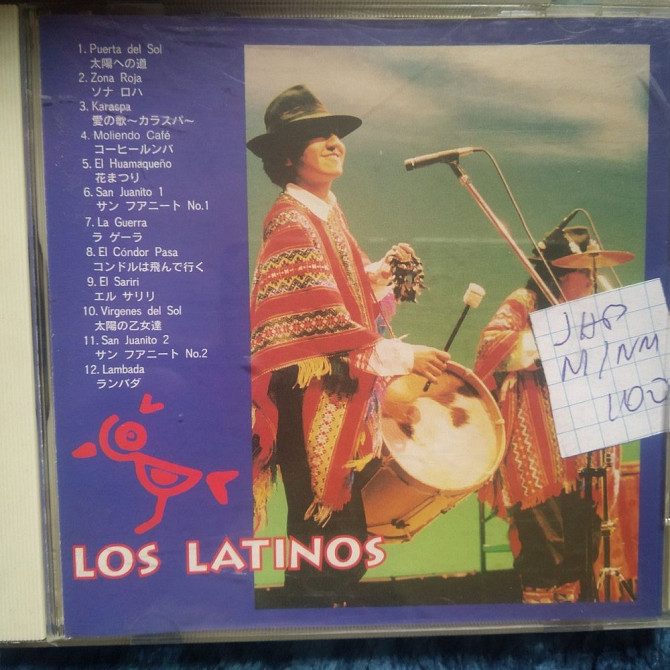 1. Puerta del Sol
太陽への道
2. Zona Roja
ソナ ロハ
3. Karaspa
愛の歌〜カラスパ〜
4. Moliendo Café
コーヒールンバ
5. El Huamaqueño
花まつり
6. San Juanito 1
サン フアニート No.1
7. La Guerra
ラ ゲーラ
8. El Cóndor Pasa
コンドルは飛んで行く
9. El Sariri
エル サリリ
10. Virgenes del Sol
太陽の乙女達
11. San Juanito 2
サン フアニート No.2
12. Lambada
ランバダ
LOS LATINOS
JAP
M/NM